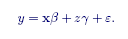 y = xβ + zγ + ε.